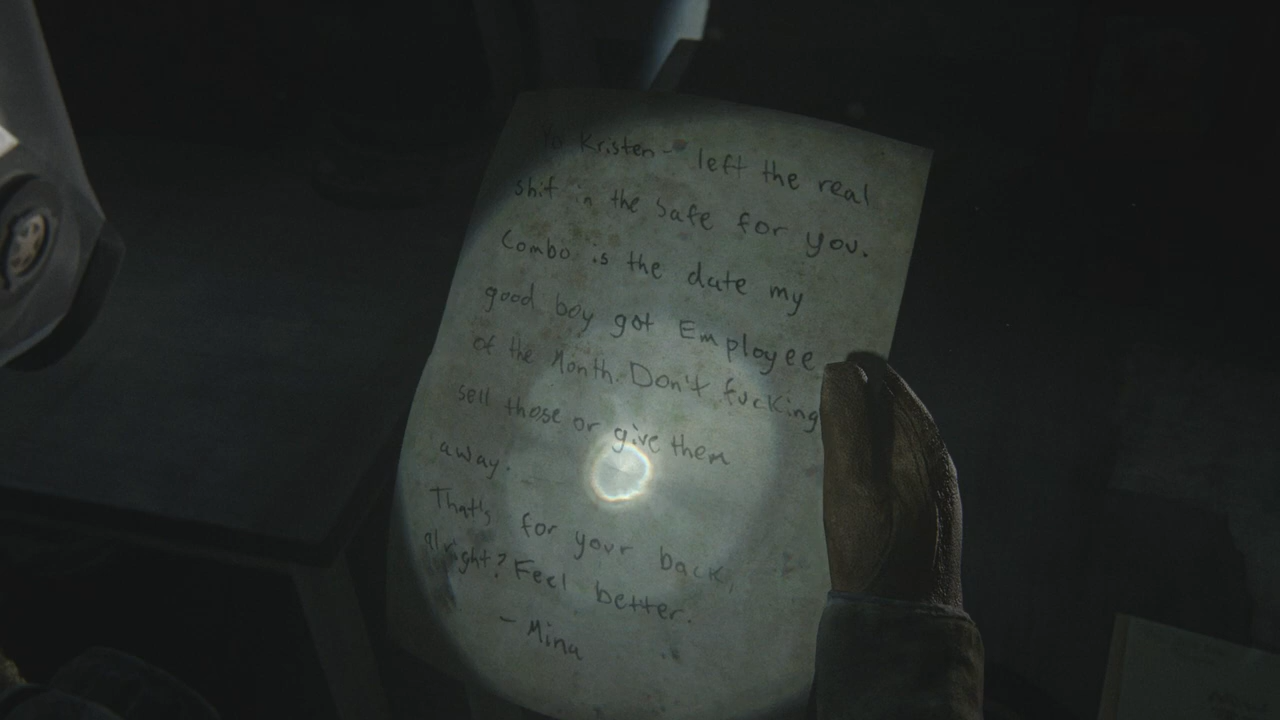 Yo Kristen - left the real
shit in the safe for you.
Combo is the date my
good boy got Employee
of the Month. Don't fucking
sell those or give them
away.
That's for your back,
alright? Feel better.
- Mina